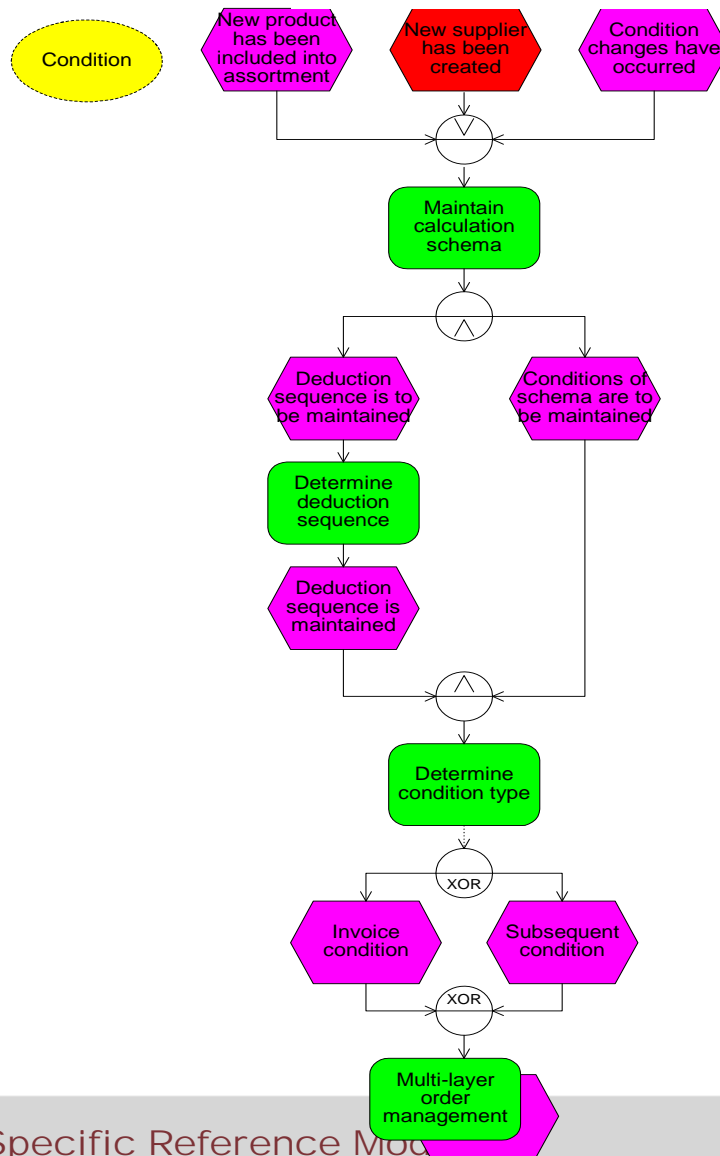 Condition
New product
has been
included into
assortment
New supplier
has been
created
Condition
changes have
occurred
Maintain
calculation
schema
Deduction
sequence is to
be maintained
Conditions of
schema are to
be maintained
Determine
deduction
sequence
Deduction
sequence is
maintained
Determine
condition type
XOR
Invoice
condition
Subsequent
condition
XOR
Multi-layer
order
management
Specific Reference